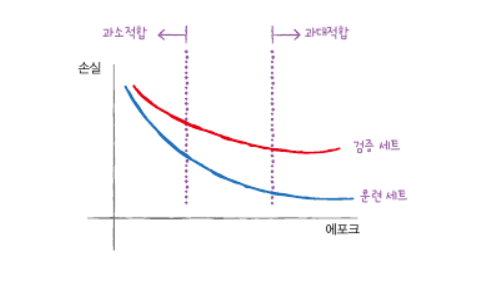 과소적합
과대적합
손실
검증 세트
훈련 세트
에포크